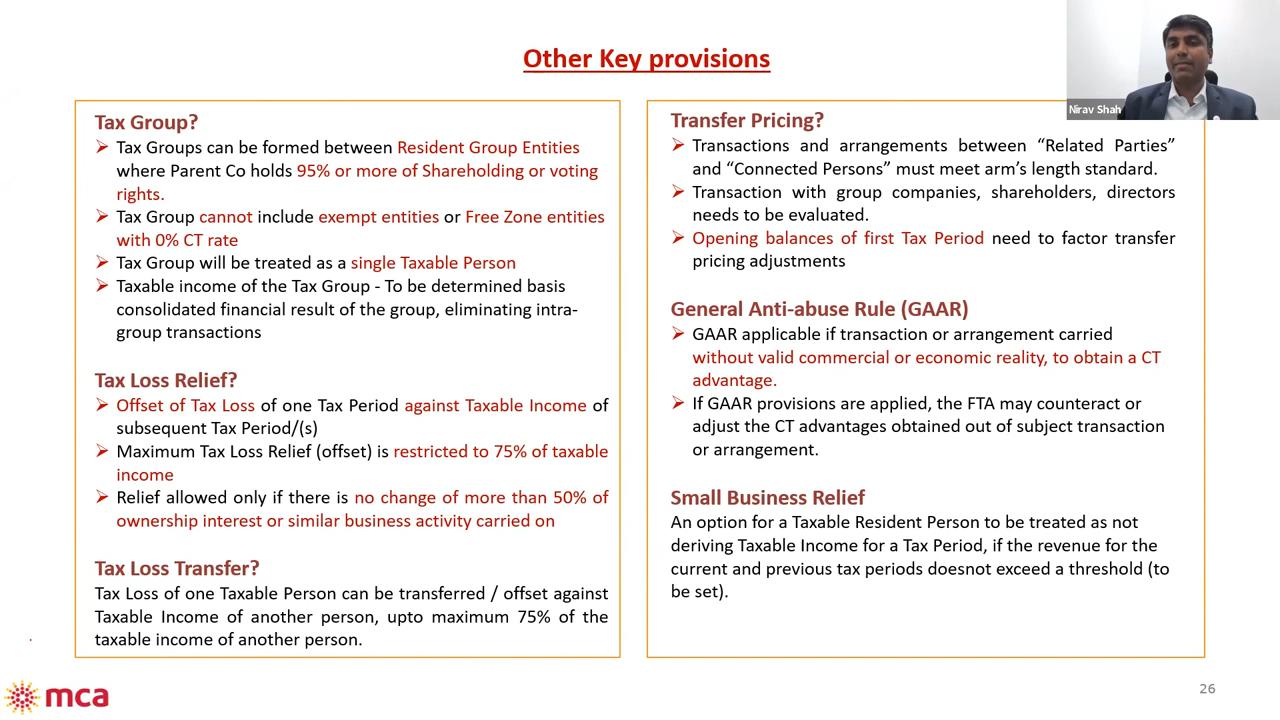 Other Key provisions
Nirav Shah
Tax Group?
Tax Groups can be formed between Resident Group Entities
where Parent Co holds 95% or more of Shareholding or voting
rights.
Tax Group cannot include exempt entities or Free Zone entities
with 0% CT rate
Tax Group will be treated as a single Taxable Person
Taxable income of the Tax Group - To be determined basis
consolidated financial result of the group, eliminating intra-
group transactions
Tax Loss Relief?
Offset of Tax Loss of one Tax Period against Taxable Income of
subsequent Tax Period/(s)
Maximum Tax Loss Relief (offset) is restricted to 75% of taxable
income
Relief allowed only if there is no change of more than 50% of
ownership interest or similar business activity carried on
Tax Loss Transfer?
Tax Loss of one Taxable Person can be transferred / offset against
Taxable Income of another person, upto maximum 75% of the
taxable income of another person.
Transfer Pricing?
Transactions and arrangements between “Related Parties”
and “Connected Persons” must meet arm’s length standard.
Transaction with group companies, shareholders, directors
needs to be evaluated.
Opening balances of first Tax Period need to factor transfer
pricing adjustments
General Anti-abuse Rule (GAAR)
GAAR applicable if transaction or arrangement carried
without valid commercial or economic reality, to obtain a CT
advantage.
If GAAR provisions are applied, the FTA may counteract or
adjust the CT advantages obtained out of subject transaction
or arrangement.
Small Business Relief
An option for a Taxable Resident Person to be treated as not
deriving Taxable Income for a Tax Period, if the revenue for the
current and previous tax periods doesnot exceed a threshold (to
be set).
mca
26